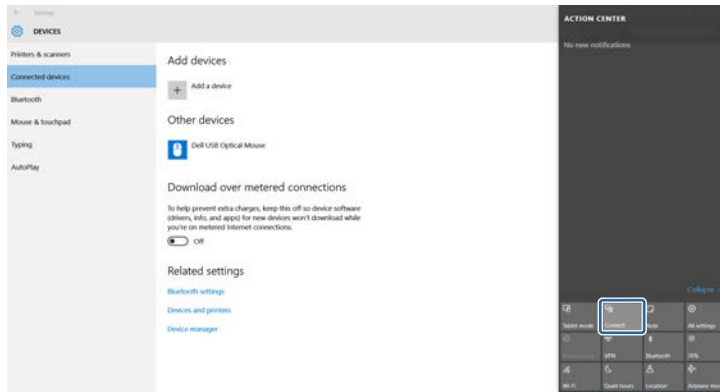 Settings
DEVICES
Printers & scanners
Connected devices
Bluetooth
Mouse & touchpad
Typing
AutoPlay
Add devices
Add a device
Other devices
Dell USB Optical Mouse
Download over metered connections
To help prevent extra charges, keep this off so device software
(drivers, info, and apps) for new devices won't download while
you're on metered Internet connections.
Off
Related settings
Bluetooth settings
Devices and printers
Device manager
ACTION CENTER
No new notifications
Collapse
Tablet mode
Connect
Note
All settings
VPN
Bluetooth
70%
Wi-Fi
Quiet hours
Location
Airplane mo